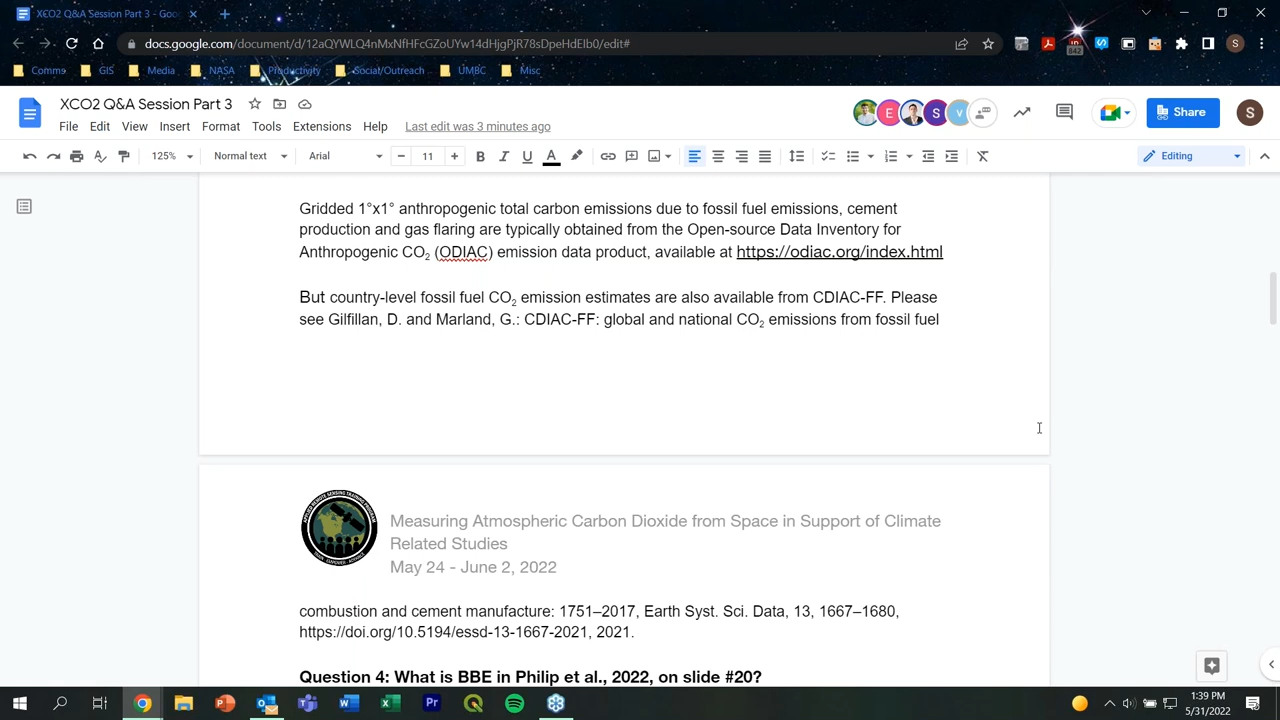 XCO2 Q&A Session Part 3 - Goo
docs.google.com/document/d/12aQYWLQ4nMxNfHFcGZoUYw14dHjgPjR78sDpeHdEIb0/edit#
S
Comms GIS Media NASA Productivity Social/Outreach UMBC Misc
XCO2 Q&A Session Part 3
E S V
Share
S
File Edit View Insert Format Tools Extensions Help Last edit was 3 minutes ago
125% Normal text Arial 11 B I U A Editing
Gridded 1°x1° anthropogenic total carbon emissions due to fossil fuel emissions, cement
production and gas flaring are typically obtained from the Open-source Data Inventory for
Anthropogenic CO₂ (ODIAC) emission data product, available at https://odiac.org/index.html
But country-level fossil fuel CO₂ emission estimates are also available from CDIAC-FF. Please
see Gilfillan, D. and Marland, G.: CDIAC-FF: global and national CO₂ emissions from fossil fuel
Measuring Atmospheric Carbon Dioxide from Space in Support of Climate
Related Studies
May 24 - June 2, 2022
combustion and cement manufacture: 1751–2017, Earth Syst. Sci. Data, 13, 1667–1680,
https://doi.org/10.5194/essd-13-1667-2021, 2021.
Question 4: What is BBE in Philip et al., 2022, on slide #20?
1:39 PM
5/31/2022